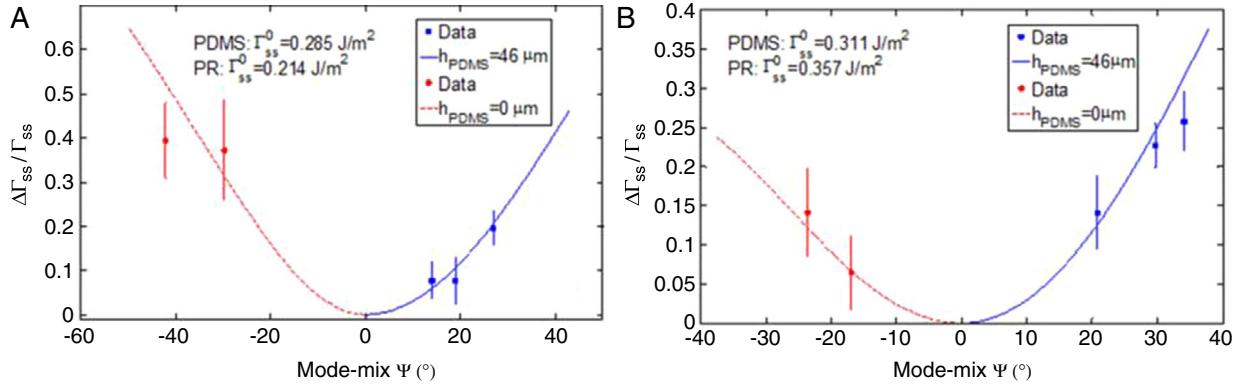 A
PDMS: Γ⁰ss=0.285 J/m²
PR: Γ⁰ss=0.214 J/m²
Data
hPDMS=46 μm
Data
hPDMS=0 μm
0.6
0.5
0.4
0.3
0.2
0.1
0
-60 -40 -20 0 20 40
ΔΓss/Γss
Mode-mix Ψ (°)
B
PDMS: Γ⁰ss=0.311 J/m²
PR: Γ⁰ss=0.357 J/m²
Data
hPDMS=46μm
Data
hPDMS=0μm
0.4
0.35
0.3
0.25
0.2
0.15
0.1
0.05
0
-40 -30 -20 -10 0 10 20 30 40
ΔΓss/Γss
Mode-mix Ψ (°)